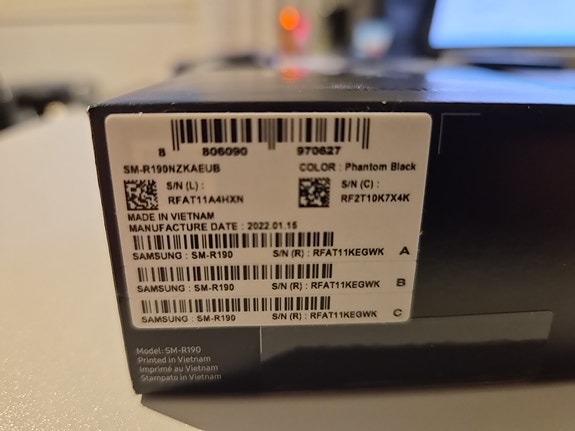 8 806090 970627
SM-R190NZKAEUB COLOR : Phantom Black
S/N (L) : S/N (C) :
RFAT11A4HXN RF2T10K7X4K
MADE IN VIETNAM
MANUFACTURE DATE : 2022.01.15
SAMSUNG : SM-R190 S/N (R) : RFAT11KEGWK A
SAMSUNG : SM-R190 S/N (R) : RFAT11KEGWK B
SAMSUNG : SM-R190 S/N (R) : RFAT11KEGWK C
Model: SM-R190
Printed in Vietnam
Imprimé au Vietnam
Stampato in Vietnam